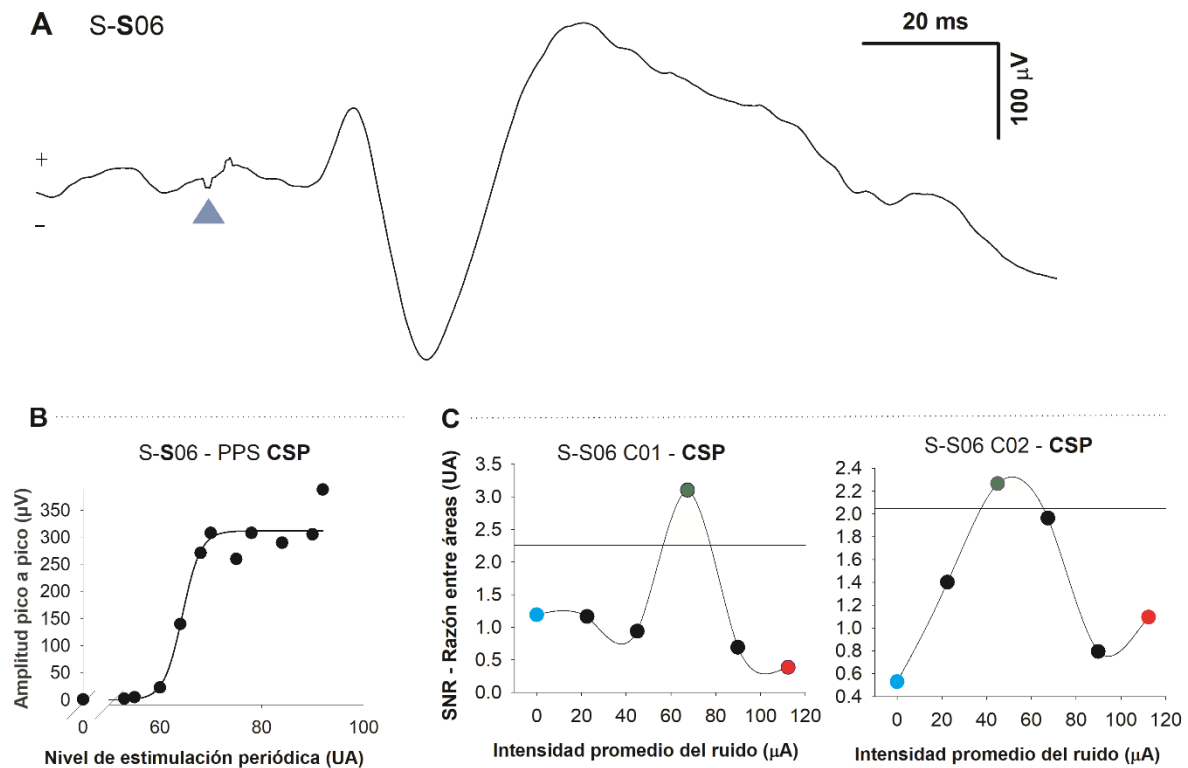 A S-S06
20 ms
100 µV
+
−
B
S-S06 - PPS CSP
Amplitud pico a pico (µV)
350
300
250
200
150
100
50
0
0 60 80 100
Nivel de estimulación periódica (UA)
C
S-S06 C01 - CSP
SNR - Razón entre áreas (UA)
3.5
3.0
2.5
2.0
1.5
1.0
0.5
0.0
0 20 40 60 80 100 120
Intensidad promedio del ruido (µA)
S-S06 C02 - CSP
2.4
2.2
2.0
1.8
1.6
1.4
1.2
1.0
0.8
0.6
0.4
0 20 40 60 80 100 120
Intensidad promedio del ruido (µA)